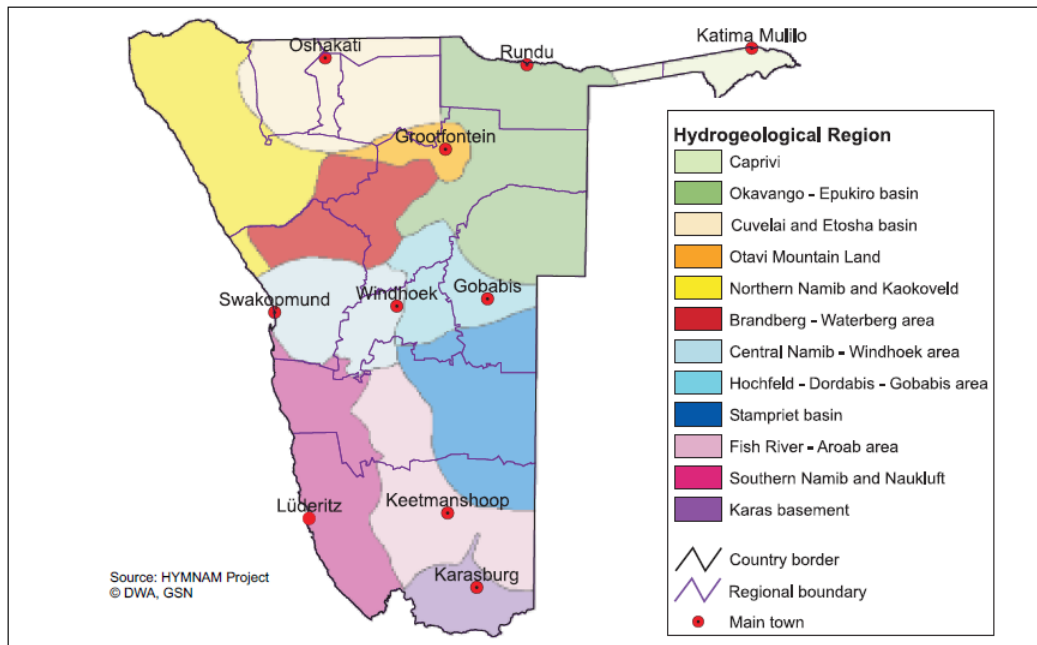 Oshakati
Rundu
Katima Mulilo
Grootfontein
Swakopmund
Windhoek
Gobabis
Lüderitz
Keetmanshoop
Karasburg
Source: HYMNAM Project
© DWA, GSN
Hydrogeological Region
Caprivi
Okavango - Epukiro basin
Cuvelai and Etosha basin
Otavi Mountain Land
Northern Namib and Kaokoveld
Brandberg - Waterberg area
Central Namib - Windhoek area
Hochfeld - Dordabis - Gobabis area
Stampriet basin
Fish River - Aroab area
Southern Namib and Naukluft
Karas basement
Country border
Regional boundary
Main town